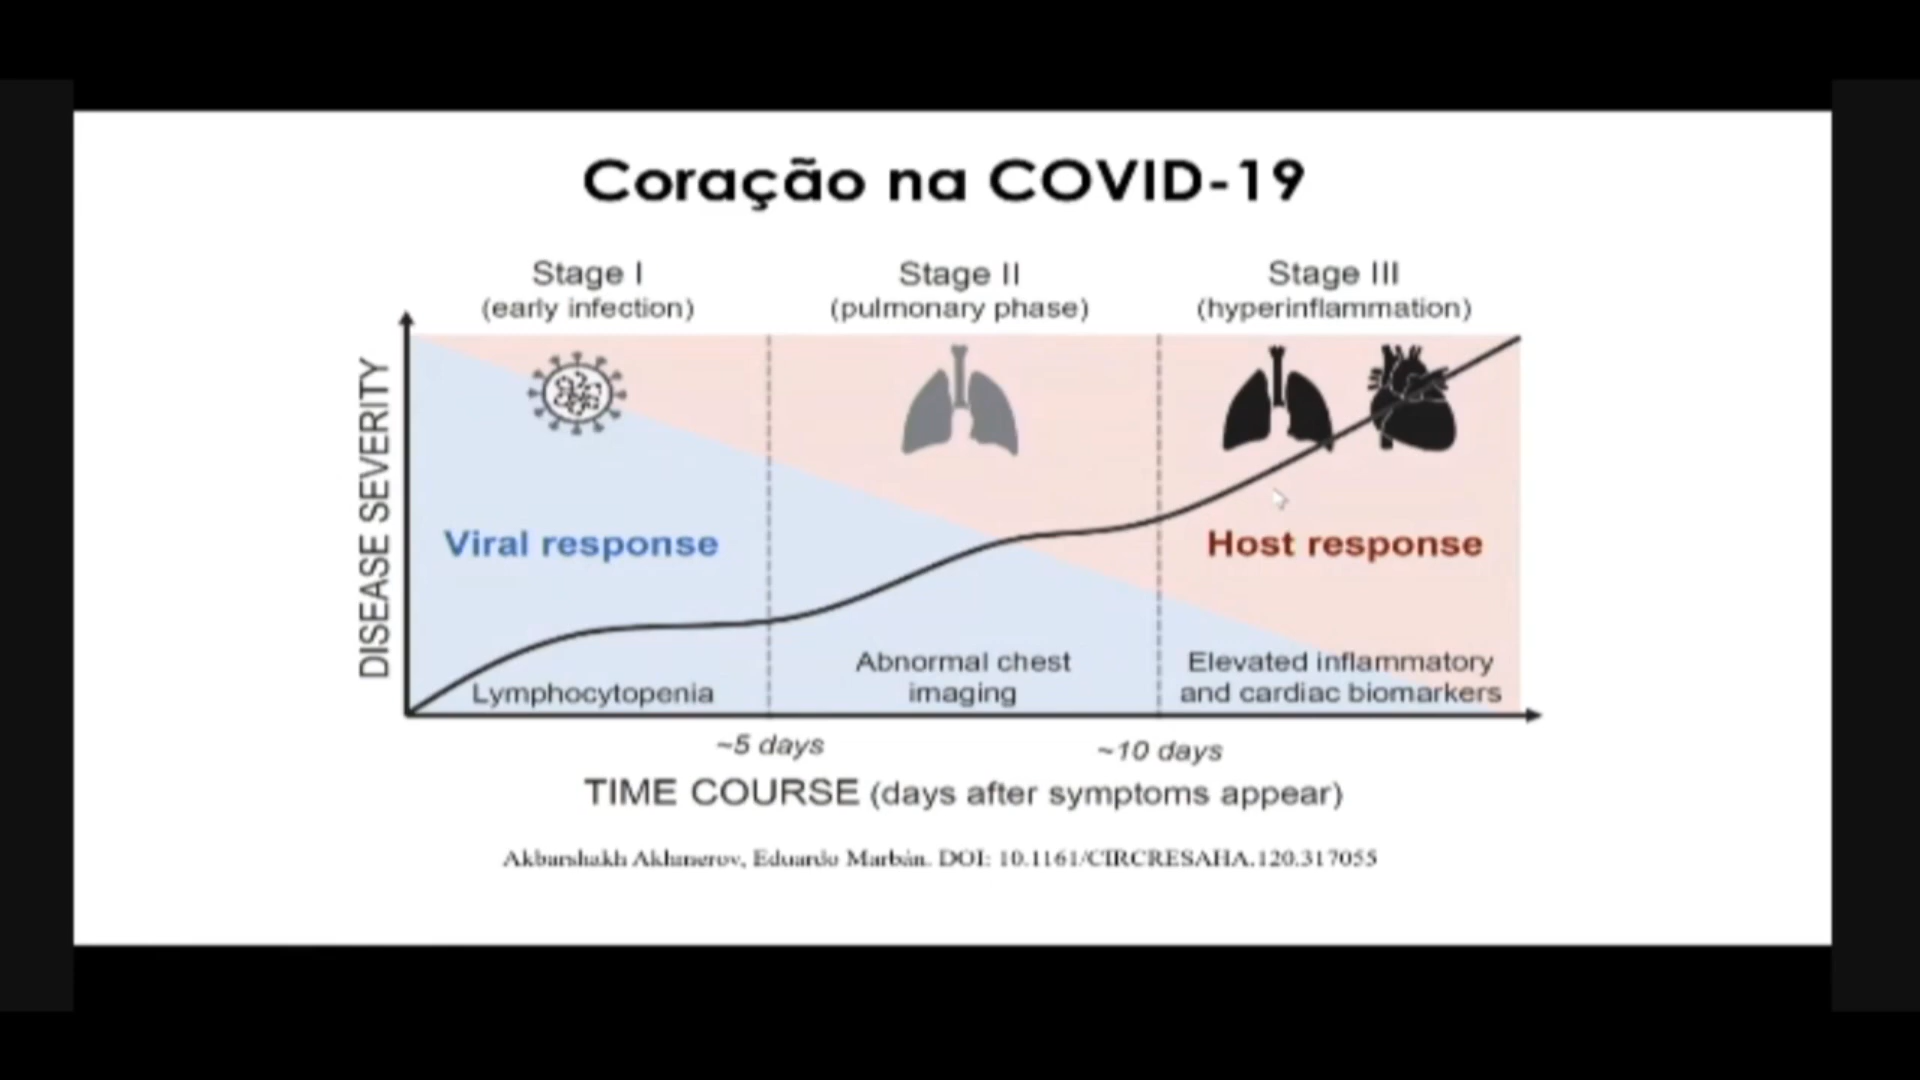 Coração na COVID-19
Stage I
(early infection)
Stage II
(pulmonary phase)
Stage III
(hyperinflammation)
DISEASE SEVERITY
Viral response
Host response
Lymphocytopenia
Abnormal chest
imaging
Elevated inflammatory
and cardiac biomarkers
~5 days
~10 days
TIME COURSE (days after symptoms appear)
Akbarshakh Akhmerov, Eduardo Marbán. DOI: 10.1161/CIRCRESAHA.120.317055